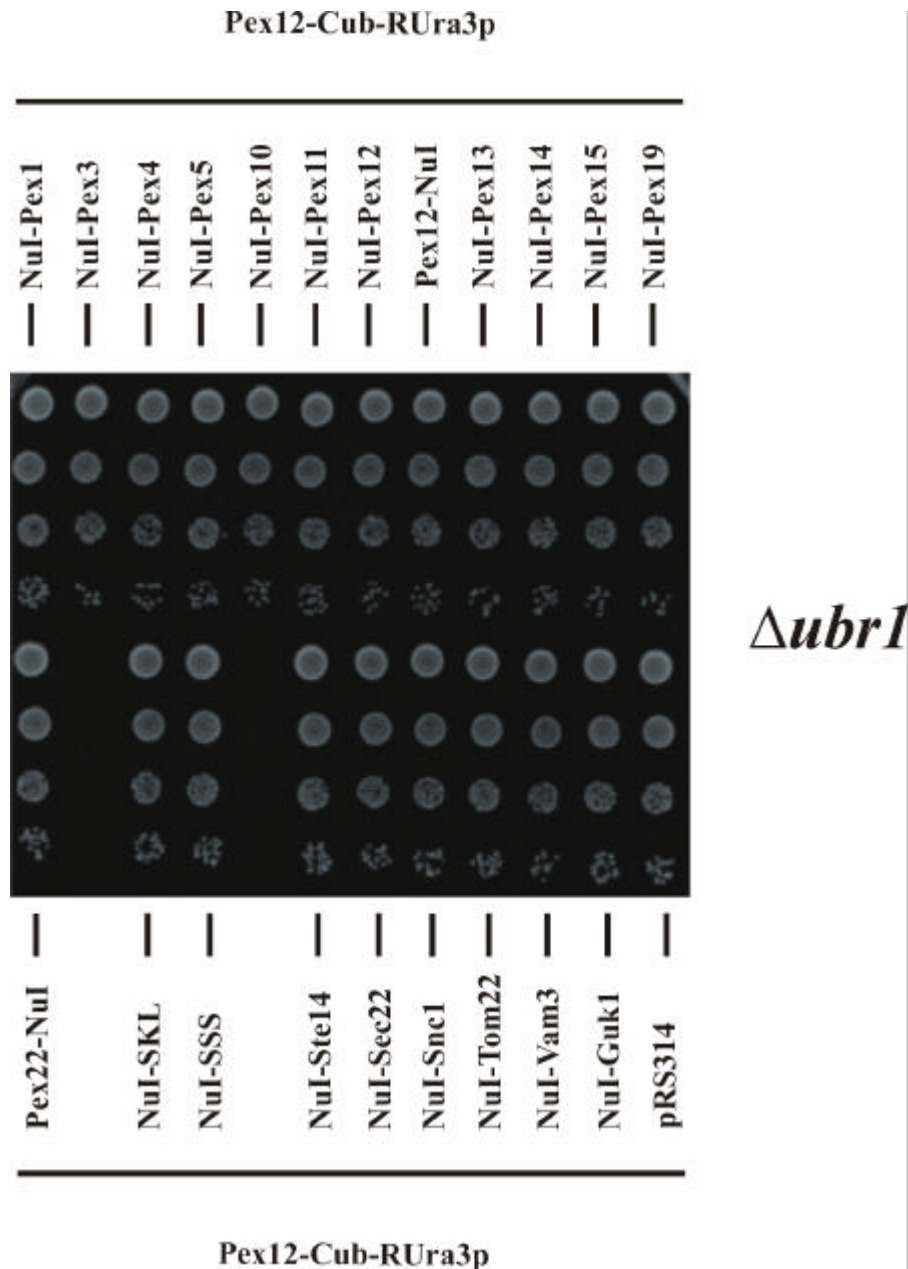 Pex12-Cub-RUra3p
NuI-Pex1
NuI-Pex3
NuI-Pex4
NuI-Pex5
NuI-Pex10
NuI-Pex11
NuI-Pex12
Pex12-NuI
NuI-Pex13
NuI-Pex14
NuI-Pex15
NuI-Pex19
Δubr1
Pex22-NuI
NuI-SKL
NuI-SSS
NuI-Ste14
NuI-Sec22
NuI-Snc1
NuI-Tom22
NuI-Vam3
NuI-Guk1
pRS314
Pex12-Cub-RUra3p